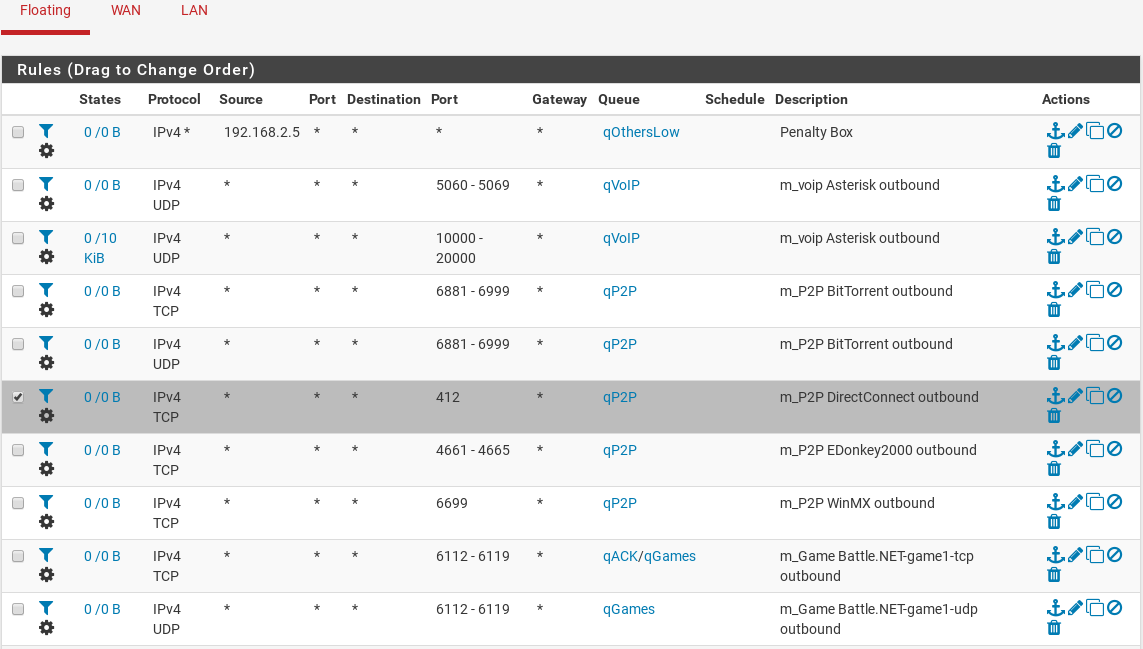 Floating WAN LAN
Rules (Drag to Change Order)
States Protocol Source Port Destination Port Gateway Queue Schedule Description Actions
0 /0 B IPv4 * 192.168.2.5 * * * * qOthersLow Penalty Box
0 /0 B IPv4 * * * 5060 - 5069 * qVoIP m_voip Asterisk outbound
UDP
0 /10 IPv4 * * * 10000 - * qVoIP m_voip Asterisk outbound
KiB UDP 20000
0 /0 B IPv4 * * * 6881 - 6999 * qP2P m_P2P BitTorrent outbound
TCP
0 /0 B IPv4 * * * 6881 - 6999 * qP2P m_P2P BitTorrent outbound
UDP
0 /0 B IPv4 * * * 412 * qP2P m_P2P DirectConnect outbound
TCP
0 /0 B IPv4 * * * 4661 - 4665 * qP2P m_P2P EDonkey2000 outbound
TCP
0 /0 B IPv4 * * * 6699 * qP2P m_P2P WinMX outbound
TCP
0 /0 B IPv4 * * * 6112 - 6119 * qACK/qGames m_Game Battle.NET-game1-tcp
TCP outbound
0 /0 B IPv4 * * * 6112 - 6119 * qGames m_Game Battle.NET-game1-udp
UDP outbound